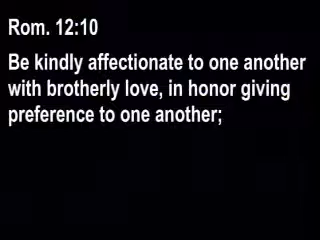 Rom. 12:10
Be kindly affectionate to one another
with brotherly love, in honor giving
preference to one another;